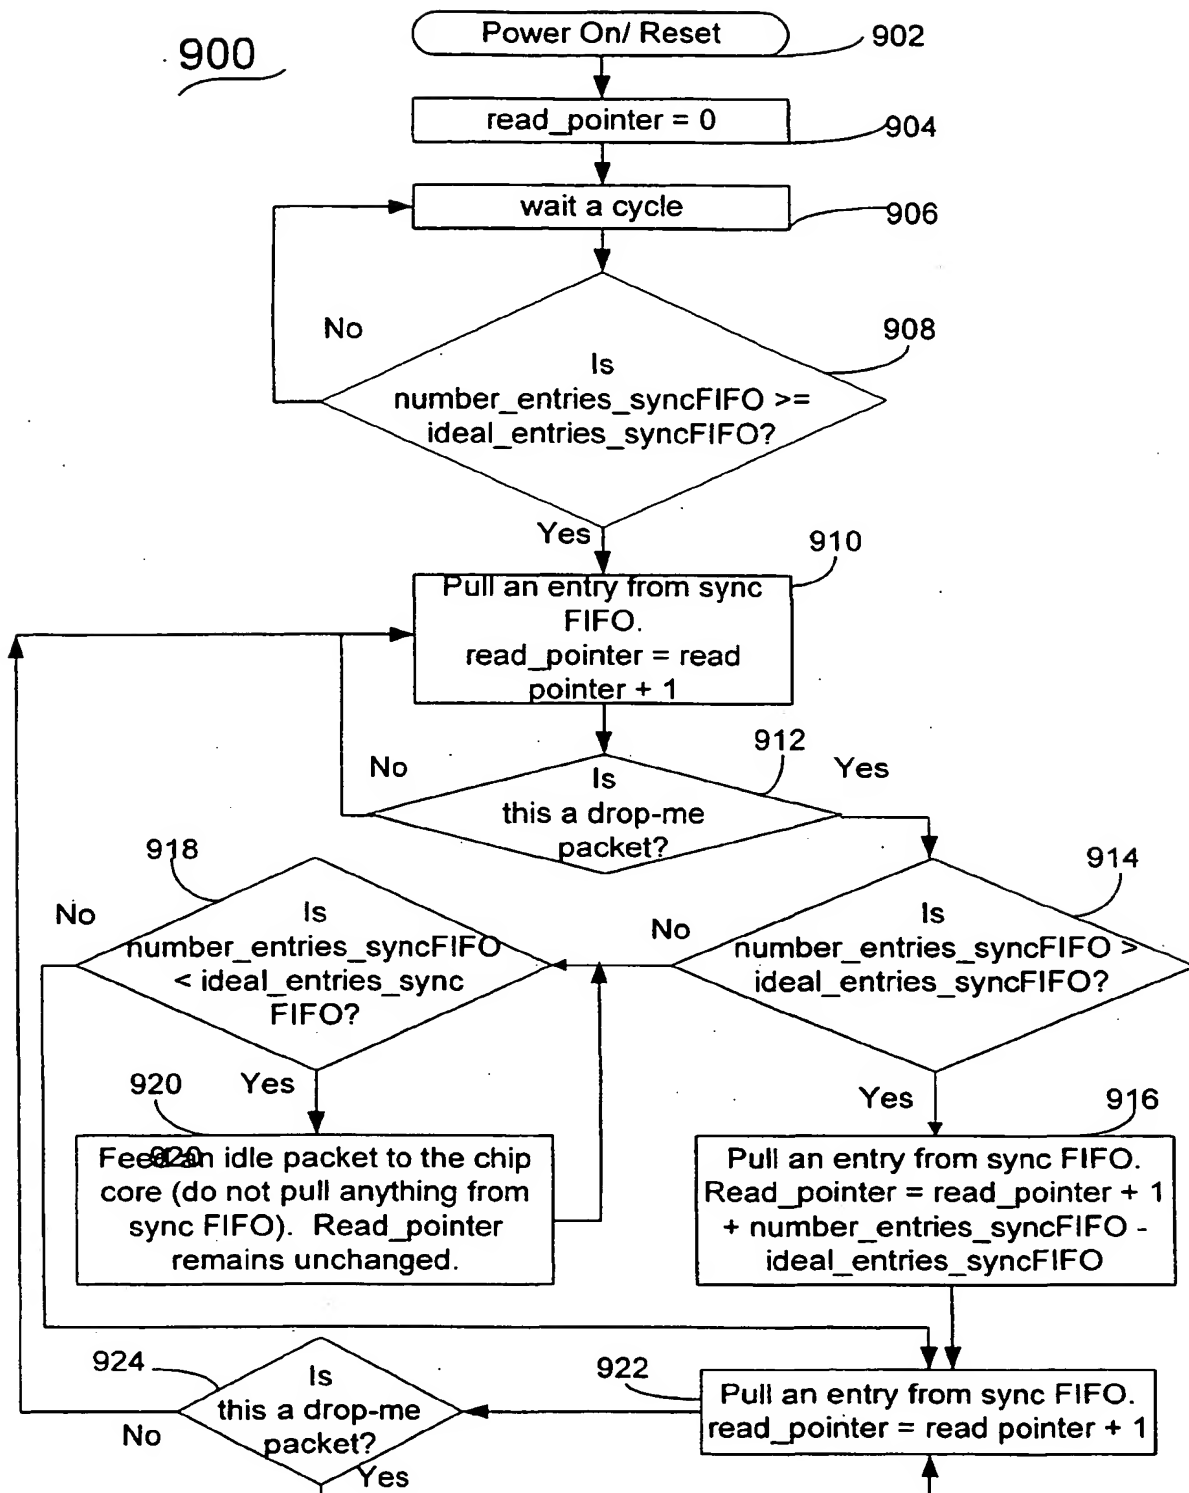 900
Power On/ Reset
902
read_pointer = 0
904
wait a cycle
906
No
908
Is
number_entries_syncFIFO >=
ideal_entries_syncFIFO?
Yes
910
Pull an entry from sync
FIFO.
read_pointer = read
pointer + 1
912
No
Yes
Is
this a drop-me
packet?
918
914
No
Is
number_entries_syncFIFO
< ideal_entries_sync
FIFO?
No
Is
number_entries_syncFIFO >
ideal_entries_syncFIFO?
Yes
920
Yes
916
920
Feed an idle packet to the chip
core (do not pull anything from
sync FIFO). Read_pointer
remains unchanged.
Pull an entry from sync FIFO.
Read_pointer = read_pointer + 1
+ number_entries_syncFIFO -
ideal_entries_syncFIFO
924
922
Is
this a drop-me
packet?
No
Yes
Pull an entry from sync FIFO.
read_pointer = read pointer + 1